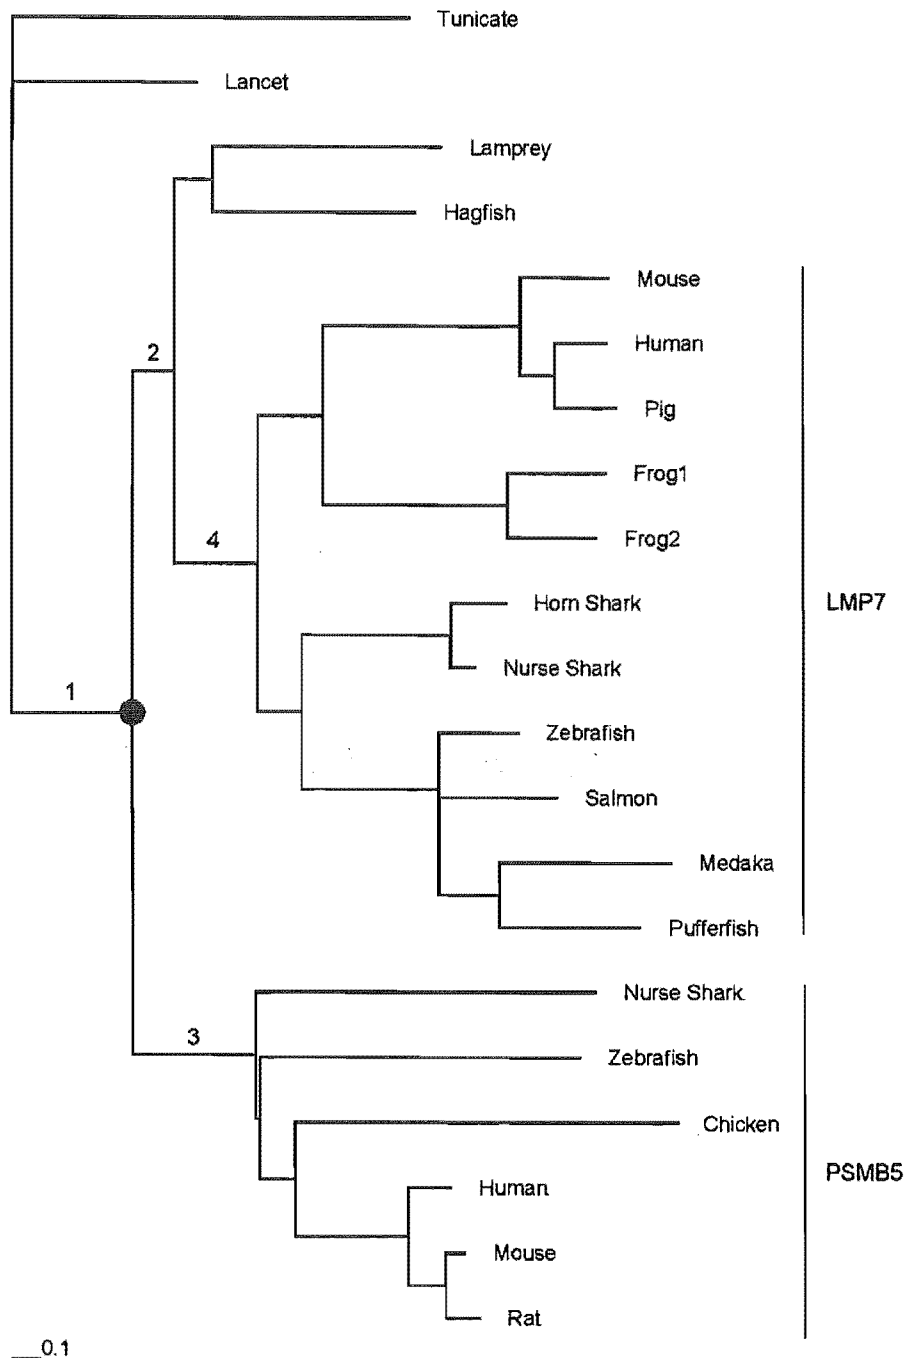 Tunicate
Lancet
Lamprey
Hagfish
Mouse
2
Human
Pig
Frog1
4
Frog2
Horn Shark
LMP7
Nurse Shark
1
Zebrafish
Salmon
Medaka
Pufferfish
Nurse Shark
3
Zebrafish
Chicken
PSMB5
Human
Mouse
Rat
0.1